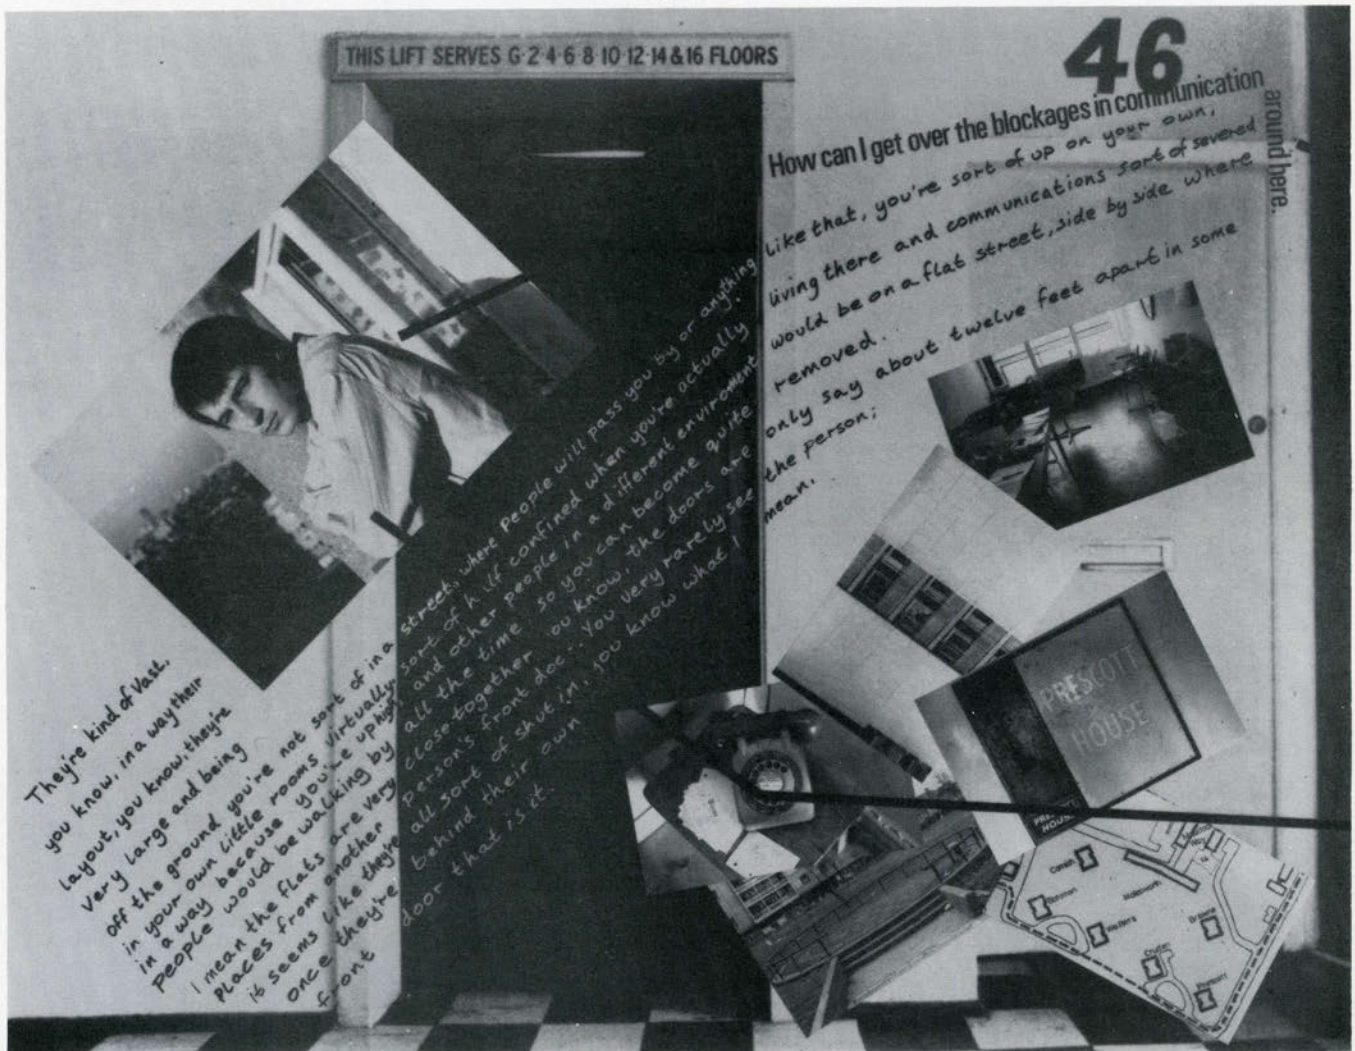 THIS LIFT SERVES G·2·4·6·8·10·12·14&16 FLOORS
46
How can I get over the blockages in communication
around here.
They're kind of Vast,
you know, in a way their
layout, you know, they're
very large and being
off the ground you're not sort of in a street, where people will pass you by or anything like that, you're sort of up on your own,
in your own little rooms virtually, sort of half confined when you're actually living there and communications sort of severed
in a way because you're up high and other people in a different enviroment would be on a flat street, side by side where
people would be walking by all the time, so you can become quite removed.
I mean the flats are very close together you know, the doors are only say about twelve feet apart in some
places from another person's front door. You very rarely see the person;
it seems like they're all sort of shut in, you know what I mean,
once they're behind their own
front door that is it.
PRESCOTT
HOUSE
Browne